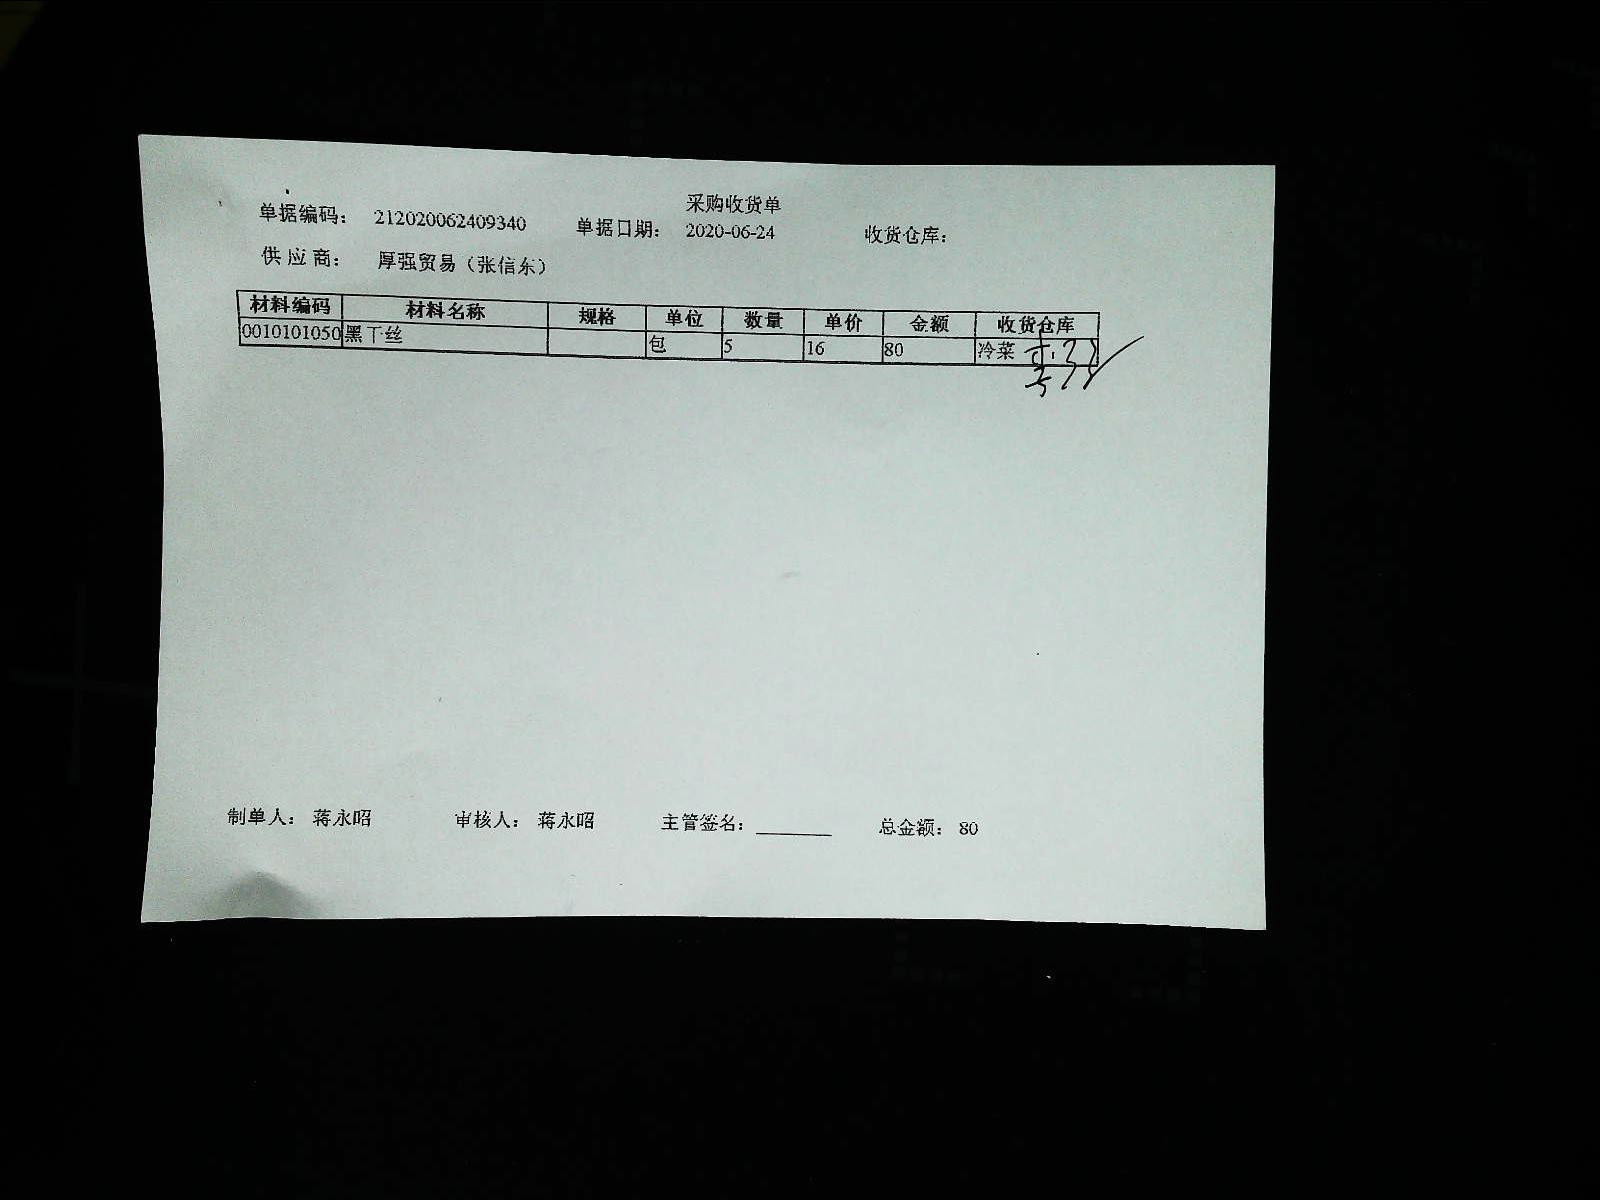 采购收货单
单据编码: 212020062409340 单据日期: 2020-06-24 收货仓库:
供应商: 厚强贸易（张信东）
材料编码 材料名称 规格 单位 数量 单价 金额 收货仓库
0010101050 黑干丝 包 5 16 80 冷菜
制单人: 蒋永昭 审核人: 蒋永昭 主管签名: ______ 总金额: 80